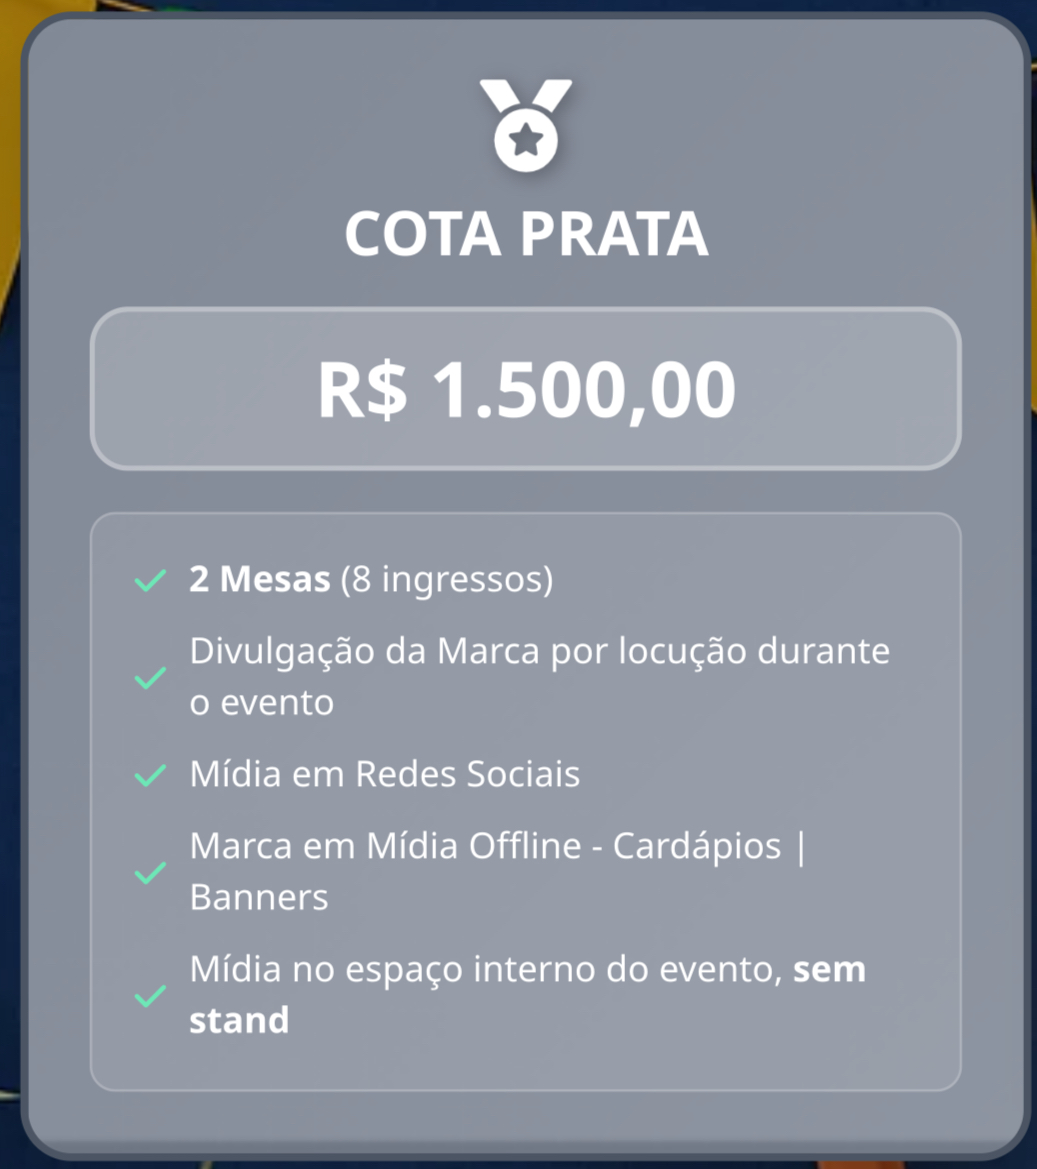 COTA PRATA
R$ 1.500,00
2 Mesas (8 ingressos)
Divulgação da Marca por locução durante
o evento
Mídia em Redes Sociais
Marca em Mídia Offline - Cardápios |
Banners
Mídia no espaço interno do evento, sem
stand